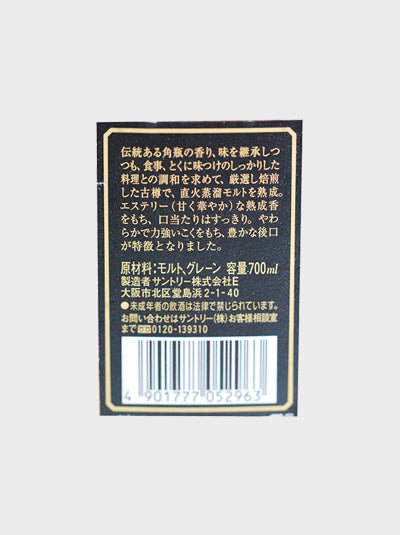 伝統ある角瓶の香り、味を継承しつ
つも、食事、とくに味つけのしっかりした
料理との調和を求めて、厳選し焙煎
した古樽で、直火蒸溜モルトを熟成。
エステリー(甘く華やか)な熟成香
をもち、口当たりはすっきり。やわ
らかで力強いこくをもち、豊かな後口
が特徴となりました。
原材料:モルト、グレーン 容量700ml
製造者サントリー株式会社E
大阪市北区堂島浜2-1-40
●未成年者の飲酒は法律で禁じられています。
お問い合わせはサントリー(株)お客様相談室
まで 0120-139310
4 901777 052963